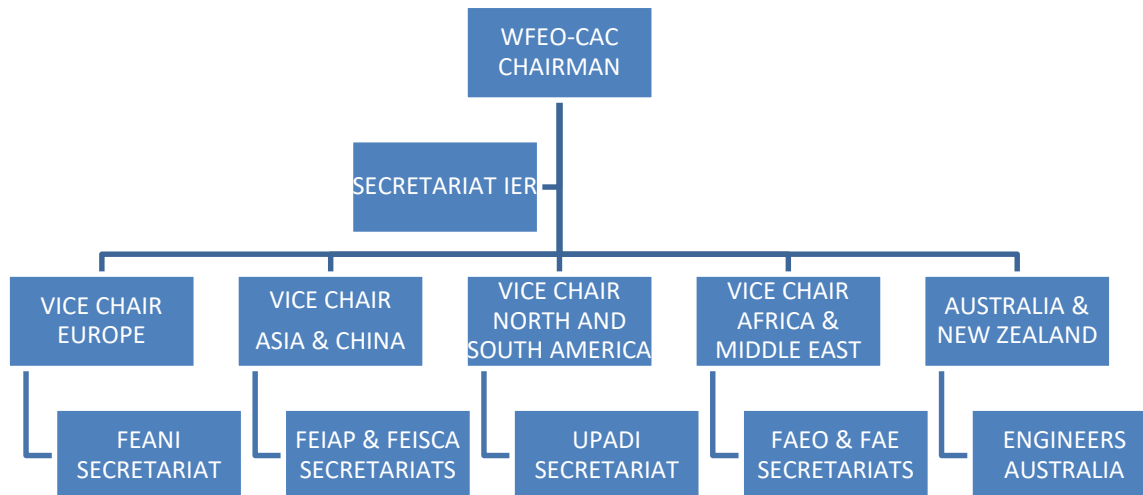 WFEO-CAC
CHAIRMAN
SECRETARIAT IER
VICE CHAIR
EUROPE
VICE CHAIR
ASIA & CHINA
VICE CHAIR
NORTH AND
SOUTH AMERICA
VICE CHAIR
AFRICA &
MIDDLE EAST
AUSTRALIA &
NEW ZEALAND
FEANI
SECRETARIAT
FEIAP & FEISCA
SECRETARIATS
UPADI
SECRETARIAT
FAEO & FAE
SECRETARIATS
ENGINEERS
AUSTRALIA